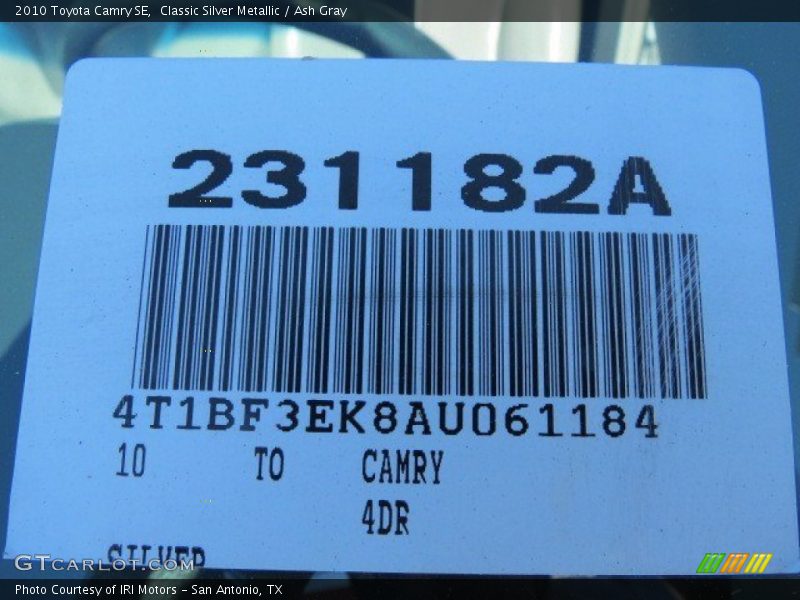 2010 Toyota Camry SE,  Classic Silver Metallic / Ash Gray
231182A
4T1BF3EK8AU061184
10 TO CAMRY
4DR
SILVER
GTcarlot.com
Photo Courtesy of IRI Motors – San Antonio, TX